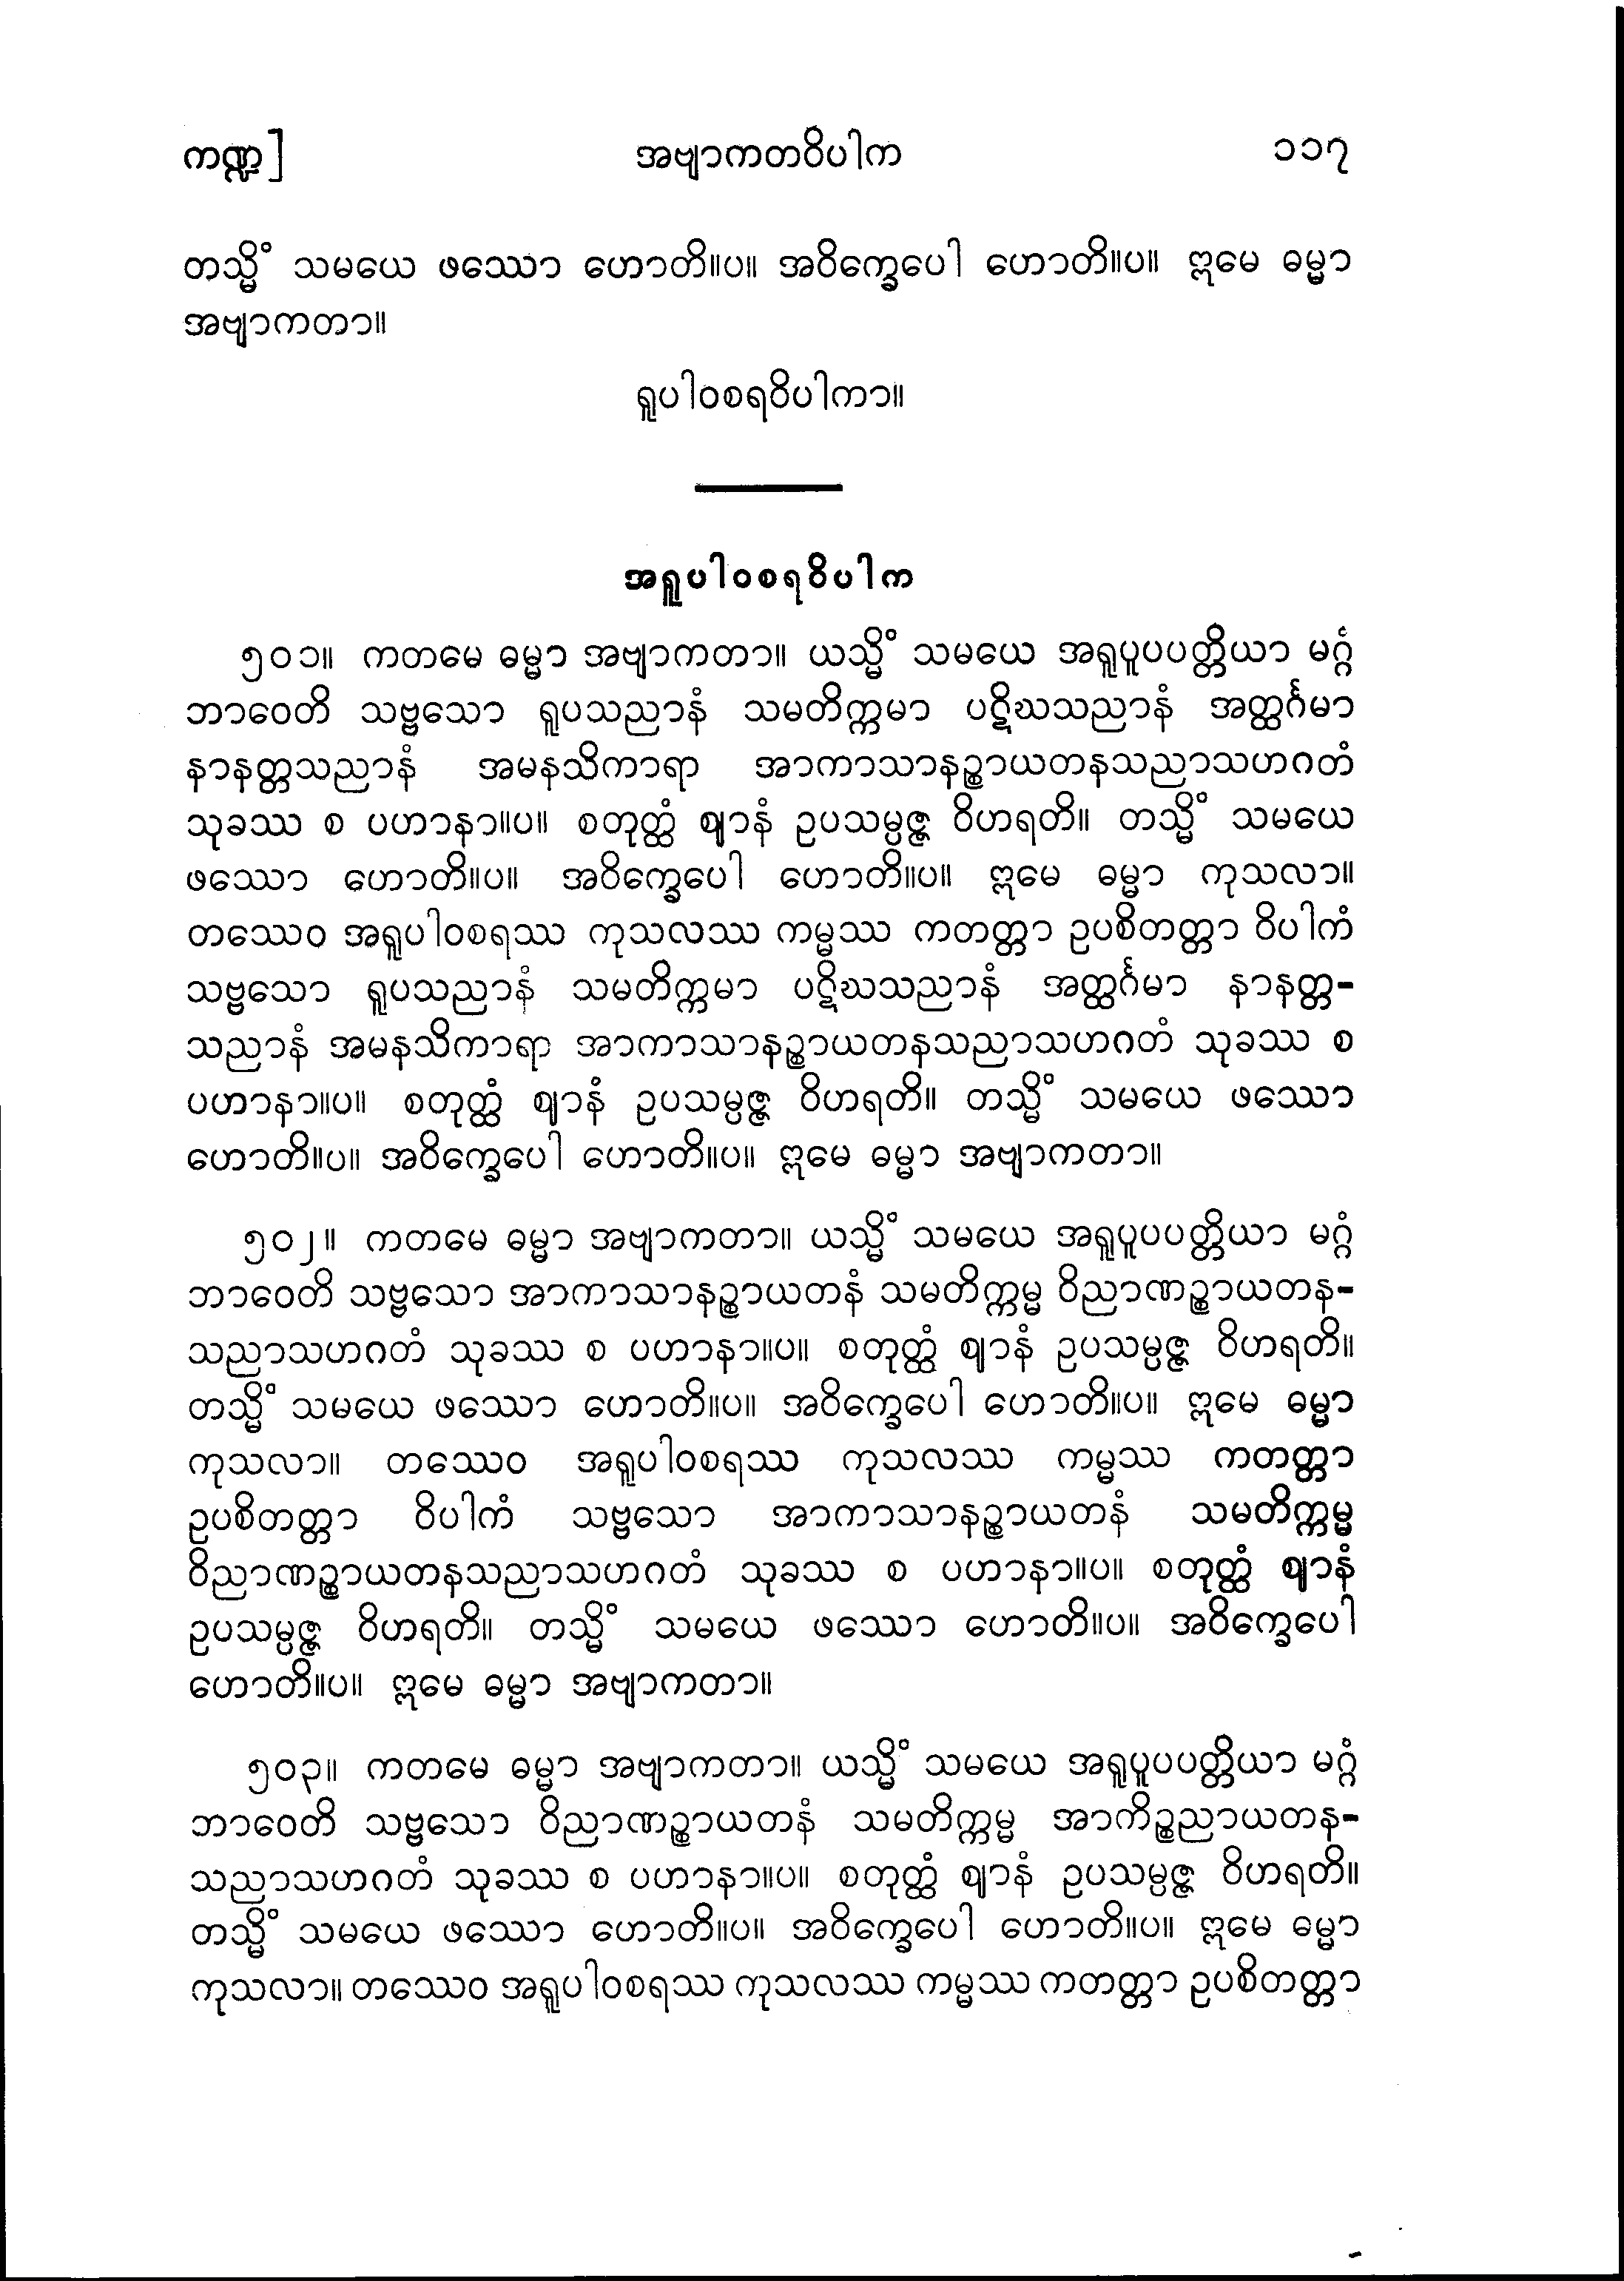 ကဏ္ဍ] အဗျာကတဝိပါက ၁၁၇
တသ္မိံ သမယေ ဖဿော ဟောတိ။ပ။ အဝိက္ခေပေါ ဟောတိ။ပ။ ဣမေ ဓမ္မာ
အဗျာကတာ။
ရူပါဝစရဝိပါကာ။
အရူပါဝစရဝိပါက
၅၀၁။ ကတမေ ဓမ္မာ အဗျာကတာ။ ယသ္မိံ သမယေ အရူပူပပတ္တိယာ မဂ္ဂံ
ဘာဝေတိ သဗ္ဗသော ရူပသညာနံ သမတိက္ကမာ ပဋိဃသညာနံ အတ္ထင်္ဂမာ
နာနတ္တသညာနံ အမနသိကာရာ အာကာသာနဉ္စာယတနသညာသဟဂတံ
သုခဿ စ ပဟာနာ။ပ။ စတုတ္ထံ ဈာနံ ဥပသမ္ပဇ္ဇ ဝိဟရတိ။ တသ္မိံ သမယေ
ဖဿော ဟောတိ။ပ။ အဝိက္ခေပေါ ဟောတိ။ပ။ ဣမေ ဓမ္မာ ကုသလာ။
တဿေဝ အရူပါဝစရဿ ကုသလဿ ကမ္မဿ ကတတ္တာ ဥပစိတတ္တာ ဝိပါကံ
သဗ္ဗသော ရူပသညာနံ သမတိက္ကမာ ပဋိဃသညာနံ အတ္ထင်္ဂမာ နာနတ္တ-
သညာနံ အမနသိကာရာ အာကာသာနဉ္စာယတနသညာသဟဂတံ သုခဿ စ
ပဟာနာ။ပ။ စတုတ္ထံ ဈာနံ ဥပသမ္ပဇ္ဇ ဝိဟရတိ။ တသ္မိံ သမယေ ဖဿော
ဟောတိ။ပ။ အဝိက္ခေပေါ ဟောတိ။ပ။ ဣမေ ဓမ္မာ အဗျာကတာ။
၅၀၂။ ကတမေ ဓမ္မာ အဗျာကတာ။ ယသ္မိံ သမယေ အရူပူပပတ္တိယာ မဂ္ဂံ
ဘာဝေတိ သဗ္ဗသော အာကာသာနဉ္စာယတနံ သမတိက္ကမ္မ ဝိညာဏဉ္စာယတန-
သညာသဟဂတံ သုခဿ စ ပဟာနာ။ပ။ စတုတ္ထံ ဈာနံ ဥပသမ္ပဇ္ဇ ဝိဟရတိ။
တသ္မိံ သမယေ ဖဿော ဟောတိ။ပ။ အဝိက္ခေပေါ ဟောတိ။ပ။ ဣမေ ဓမ္မာ
ကုသလာ။ တဿေဝ အရူပါဝစရဿ ကုသလဿ ကမ္မဿ ကတတ္တာ
ဥပစိတတ္တာ ဝိပါကံ သဗ္ဗသော အာကာသာနဉ္စာယတနံ သမတိက္ကမ္မ
ဝိညာဏဉ္စာယတနသညာသဟဂတံ သုခဿ စ ပဟာနာ။ပ။ စတုတ္ထံ ဈာနံ
ဥပသမ္ပဇ္ဇ ဝိဟရတိ။ တသ္မိံ သမယေ ဖဿော ဟောတိ။ပ။ အဝိက္ခေပေါ
ဟောတိ။ပ။ ဣမေ ဓမ္မာ အဗျာကတာ။
၅၀၃။ ကတမေ ဓမ္မာ အဗျာကတာ။ ယသ္မိံ သမယေ အရူပူပပတ္တိယာ မဂ္ဂံ
ဘာဝေတိ သဗ္ဗသော ဝိညာဏဉ္စာယတနံ သမတိက္ကမ္မ အာကိဉ္စညာယတန-
သညာသဟဂတံ သုခဿ စ ပဟာနာ။ပ။ စတုတ္ထံ ဈာနံ ဥပသမ္ပဇ္ဇ ဝိဟရတိ။
တသ္မိံ သမယေ ဖဿော ဟောတိ။ပ။ အဝိက္ခေပေါ ဟောတိ။ပ။ ဣမေ ဓမ္မာ
ကုသလာ။ တဿေဝ အရူပါဝစရဿ ကုသလဿ ကမ္မဿ ကတတ္တာ ဥပစိတတ္တာ